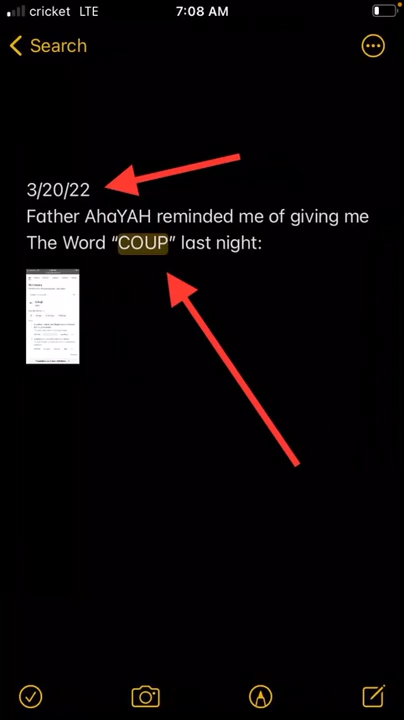 cricket LTE 7:08 AM
Search
3/20/22
Father AhaYAH reminded me of giving me
The Word “COUP” last night: